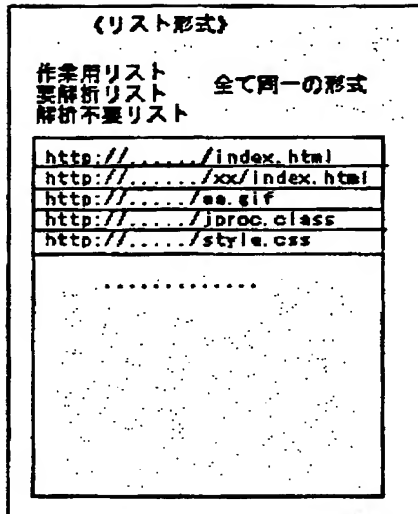 《リスト形式》
作業用リスト
要解析リスト 全て同一の形式
解析不要リスト
http://....../index.html
http://....../xx/index.html
http://...../aa.gif
http://...../jproc.class
http://...../style.css
.............